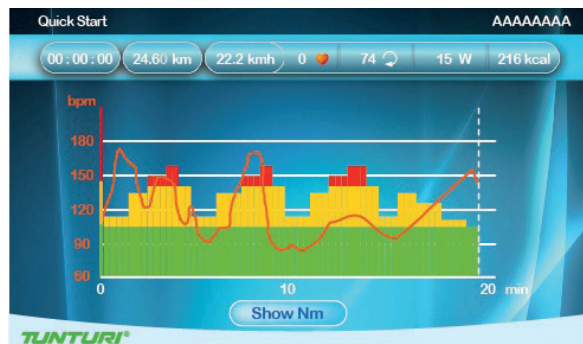 Quick Start AAAAAAAA
00:00:00 24.60 km 22.2 kmh 0 74 15 W 216 kcal
bpm
180
150
120
90
60
0 10 20 min
Show Nm
TUNTURI®